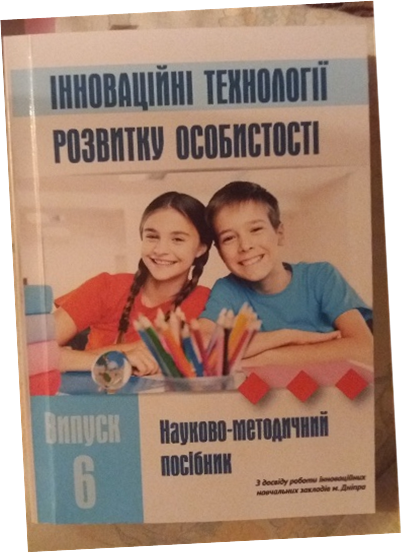 ІННОВАЦІЙНІ ТЕХНОЛОГІЇ
РОЗВИТКУ ОСОБИСТОСТІ
Випуск
6
Науково-методичний
посібник
З досвіду роботи інноваційних
навчальних закладів м. Дніпра